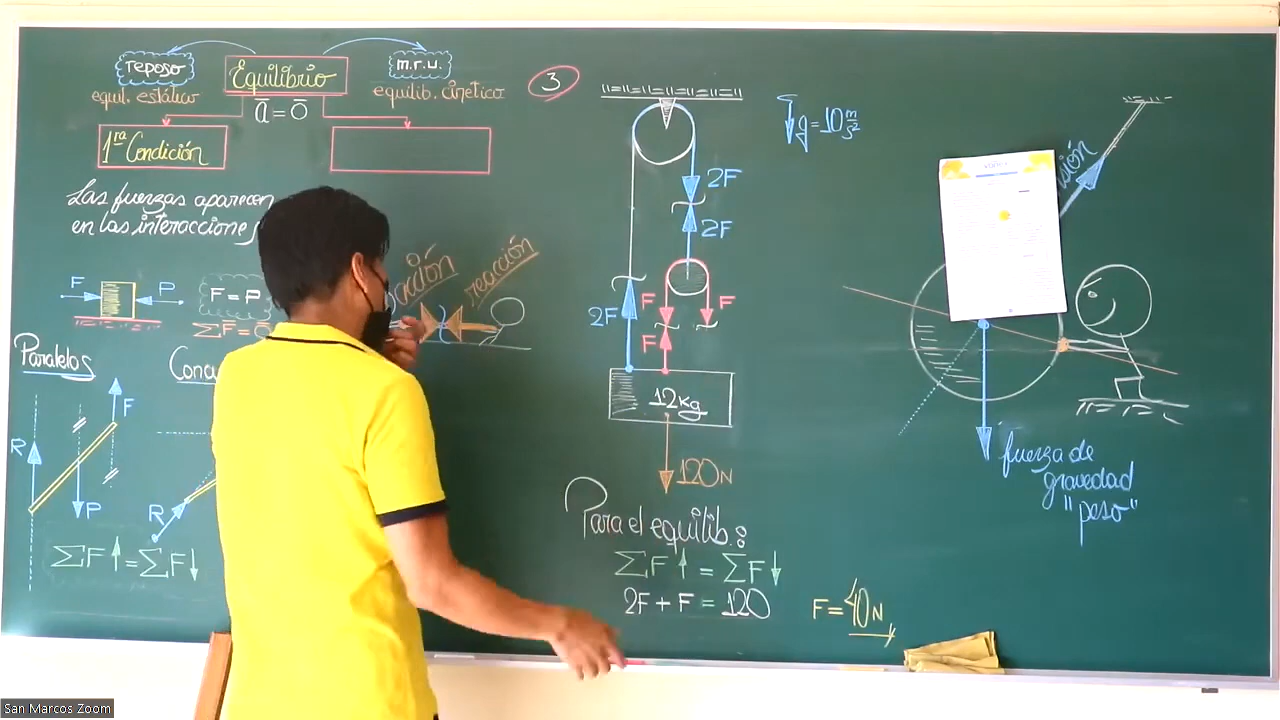 reposo
Equilibrio
m.r.u.
equil. estático
equilib. cinético
a = 0
1ra Condición
Las fuerzas aparecen
en las interacciones
F
P
F = P
ΣF = 0
acción
reacción
Paralelos
R
F
P
ΣF↑ = ΣF↓
R
3
g = 10 m/s²
2F
2F
2F
F
F
F
12kg
120N
Para el equilib.:
ΣF↑ = ΣF↓
2F + F = 120
F = 40N
fuerza de
gravedad
"peso"
San Marcos Zoom